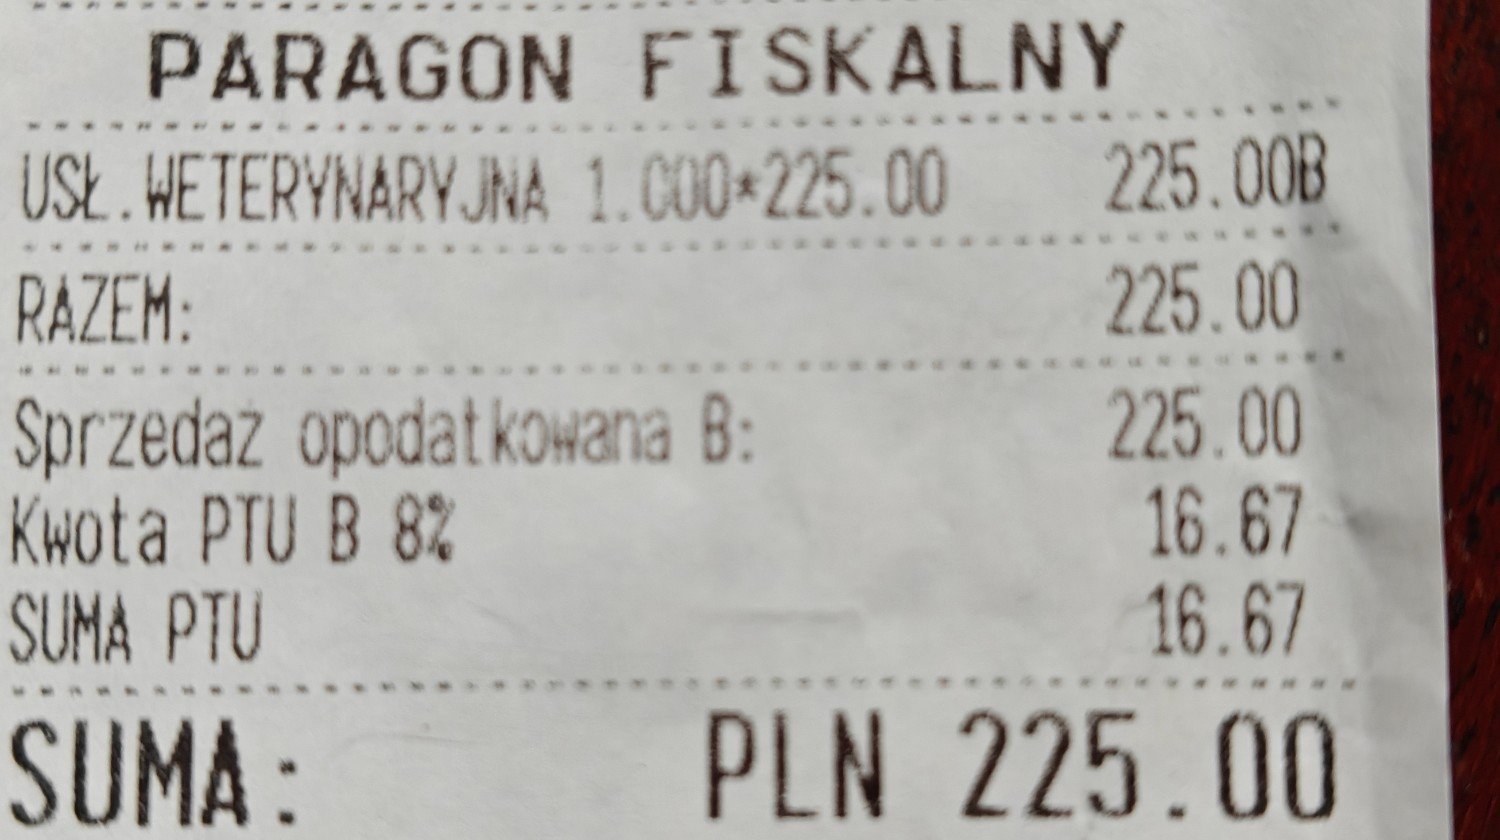 PARAGON FISKALNY
USŁ.WETERYNARYJNA 1.000*225.00 225.00B
RAZEM: 225.00
Sprzedaż opodatkowana B: 225.00
Kwota PTU B 8% 16.67
SUMA PTU 16.67
SUMA: PLN 225.00